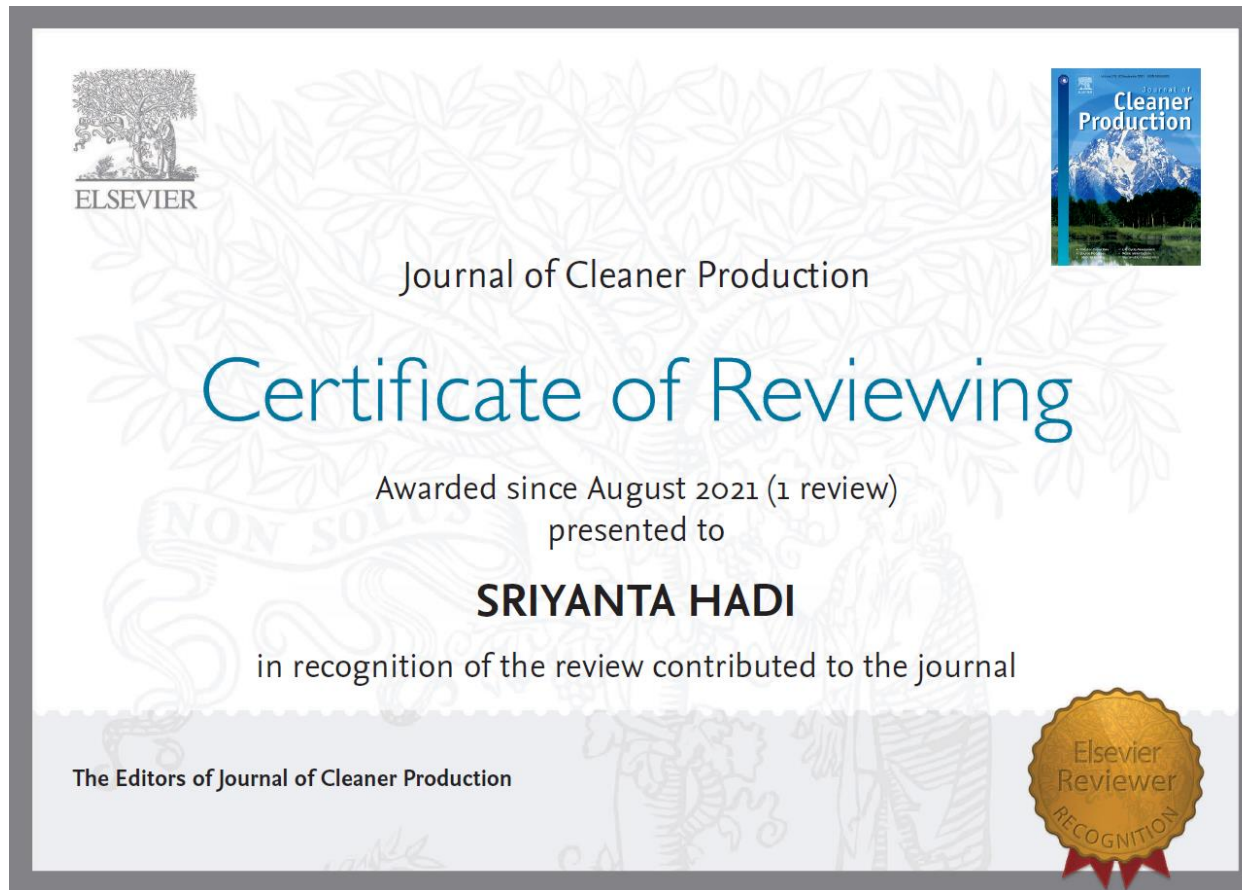 ELSEVIER
Journal of
Cleaner
Production
Journal of Cleaner Production
Certificate of Reviewing
Awarded since August 2021 (1 review)
presented to
NON SOLUS
SRIYANTA HADI
in recognition of the review contributed to the journal
The Editors of Journal of Cleaner Production
Elsevier
Reviewer
RECOGNITION